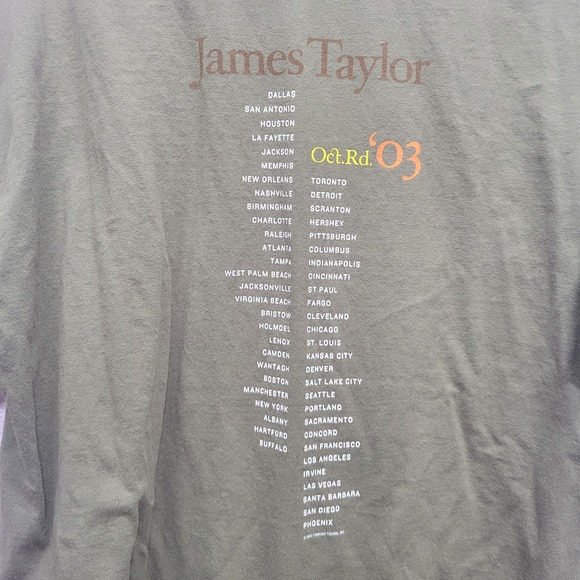 James Taylor
DALLAS
SAN ANTONIO
HOUSTON
LA FAYETTE
JACKSON
MEMPHIS
NEW ORLEANS
NASHVILLE
BIRMINGHAM
CHARLOTTE
RALEIGH
ATLANTA
TAMPA
WEST PALM BEACH
JACKSONVILLE
VIRGINIA BEACH
BRISTOW
HOLMDEL
LENOX
CAMDEN
WANTAGH
BOSTON
MANCHESTER
NEW YORK
ALBANY
HARTFORD
BUFFALO
Oct.Rd.'03
TORONTO
DETROIT
SCRANTON
HERSHEY
PITTSBURGH
COLUMBUS
INDIANAPOLIS
CINCINNATI
ST PAUL
FARGO
CLEVELAND
CHICAGO
ST. LOUIS
KANSAS CITY
DENVER
SALT LAKE CITY
SEATTLE
PORTLAND
SACRAMENTO
CONCORD
SAN FRANCISCO
LOS ANGELES
IRVINE
LAS VEGAS
SANTA BARBARA
SAN DIEGO
PHOENIX